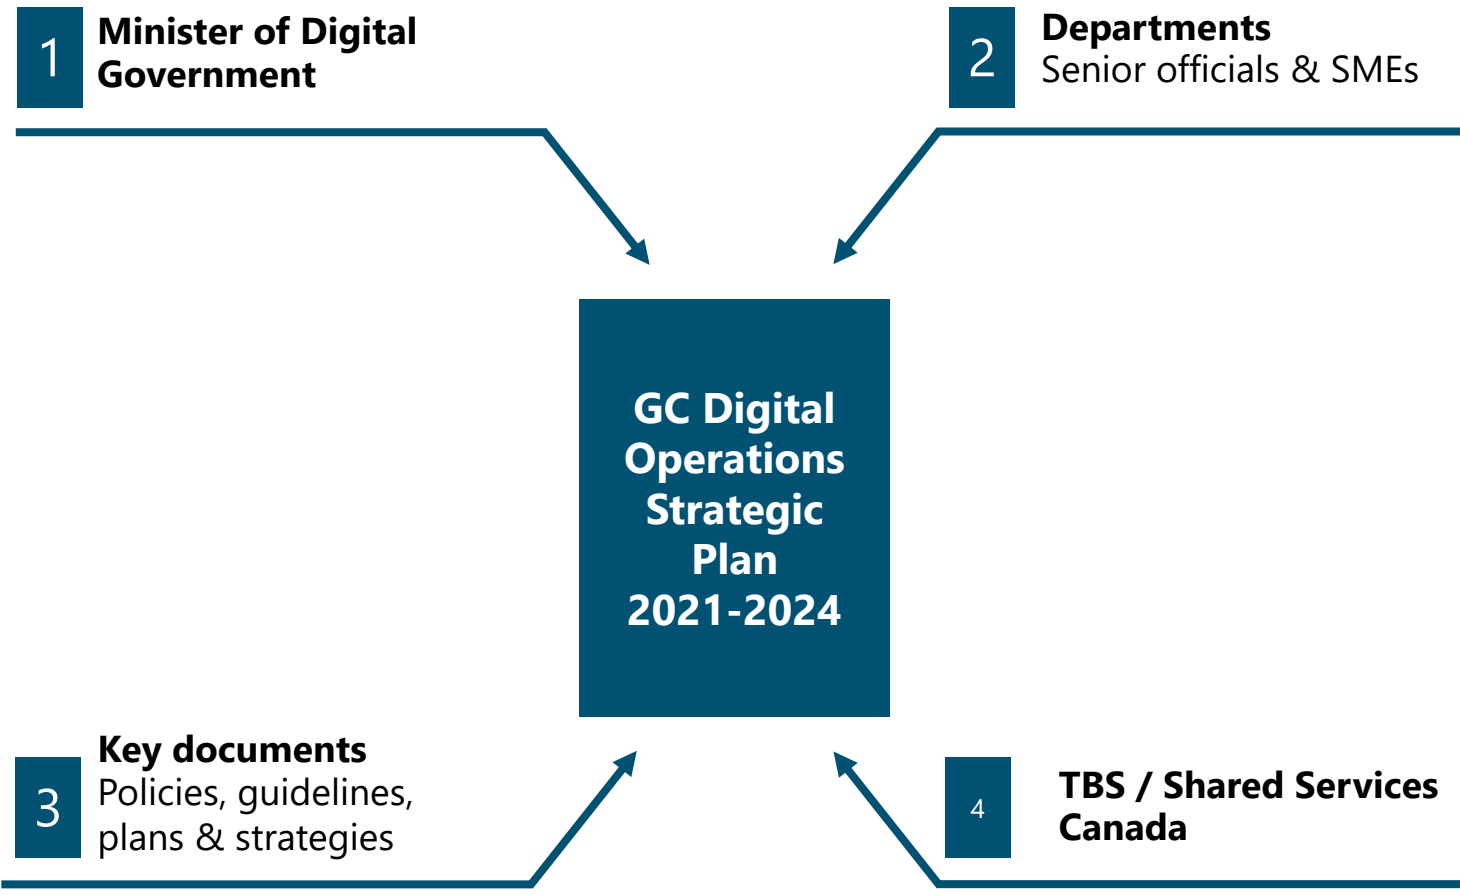 1
Minister of Digital
Government
2
Departments
Senior officials & SMEs
GC Digital
Operations
Strategic
Plan
2021-2024
3
Key documents
Policies, guidelines,
plans & strategies
4
TBS / Shared Services
Canada